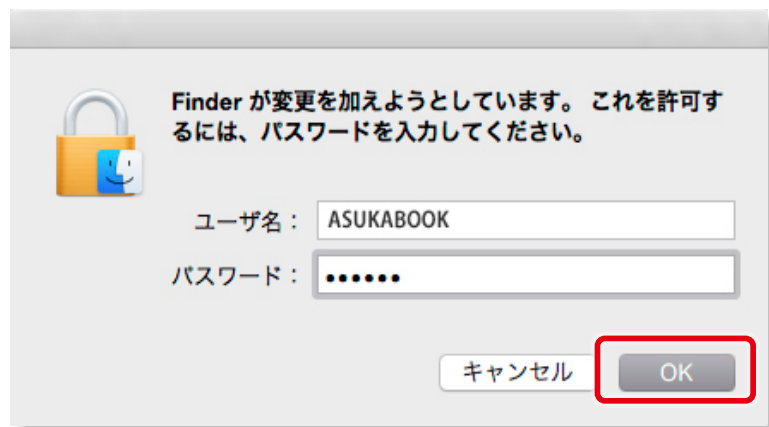 Finder が変更を加えようとしています。 これを許可す
るには、パスワードを入力してください。
ユーザ名： ASUKABOOK
パスワード： ••••••
キャンセル OK